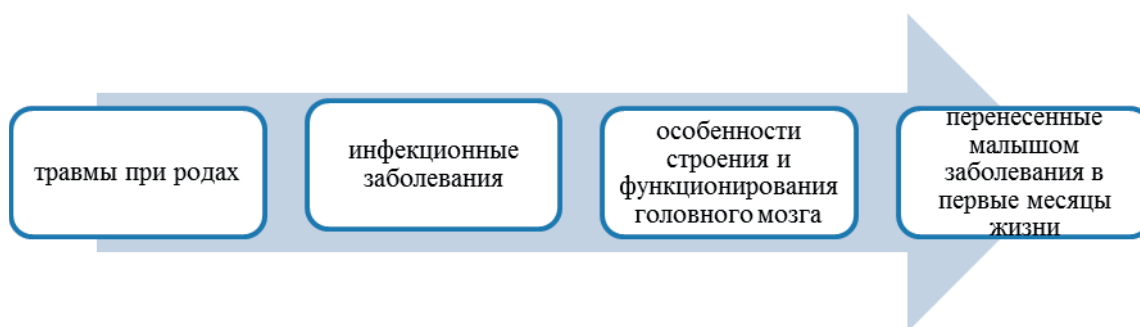 травмы при родах
инфекционные
заболевания
особенности
строения и
функционирования
головного мозга
перенесенные
малышом
заболевания в
первые месяцы
жизни